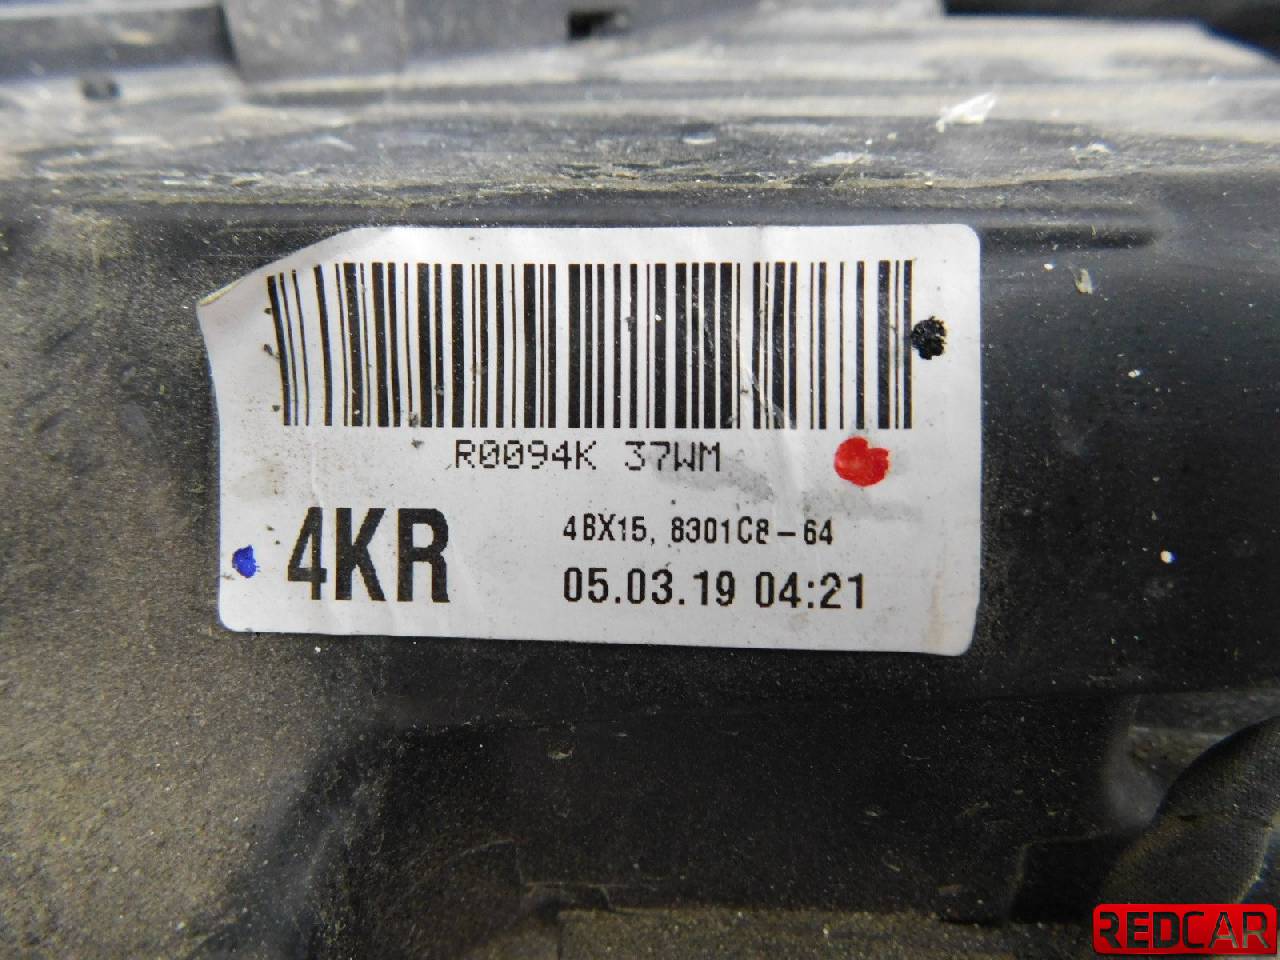 R0094K 37WM
4KR
4BX15, 8301C8-64
05.03.19 04:21
REDCAR